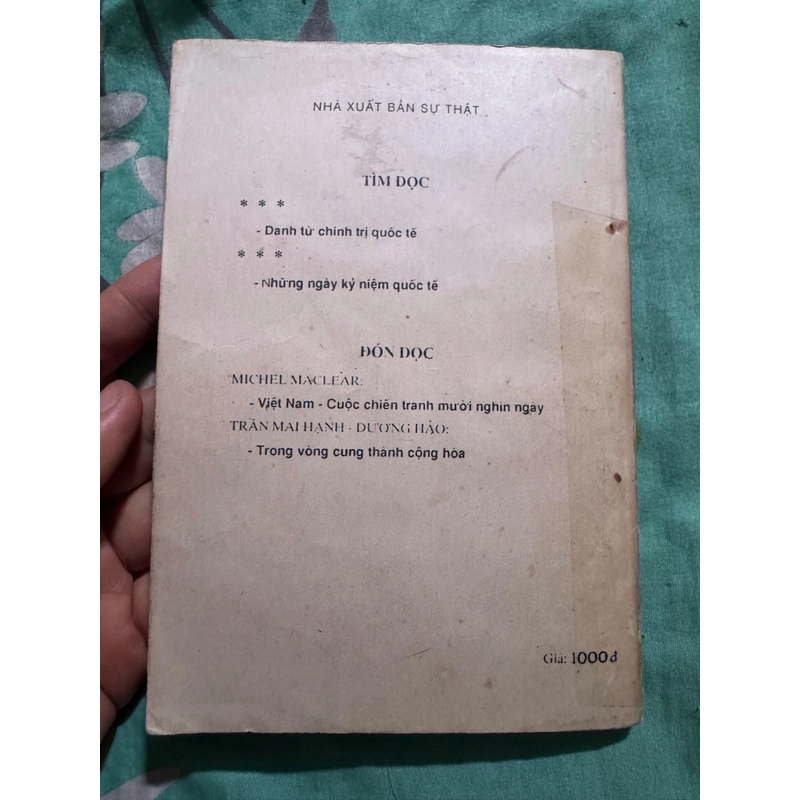 NHÀ XUẤT BẢN SỰ THẬT
TÌM ĐỌC
* * *
- Danh từ chính trị quốc tế
* * *
- Những ngày kỷ niệm quốc tế
ĐÓN ĐỌC
MICHEL MACLEAR:
- Việt Nam - Cuộc chiến tranh mười nghìn ngày
TRẦN MAI HẠNH - DƯƠNG HẢO:
- Trong vòng cung thành cộng hòa
Giá: 1000đ